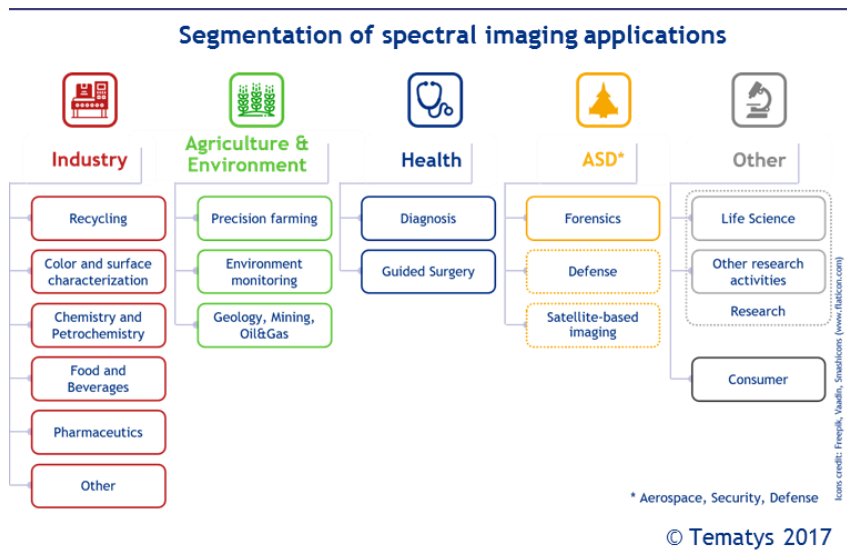 Segmentation of spectral imaging applications
Industry
Recycling
Color and surface
characterization
Chemistry and
Petrochemistry
Food and
Beverages
Pharmaceutics
Other
Agriculture &
Environment
Precision farming
Environment
monitoring
Geology, Mining,
Oil&Gas
Health
Diagnosis
Guided Surgery
ASD*
Forensics
Defense
Satellite-based
imaging
Other
Life Science
Other research
activities
Research
Consumer
Icons credit: Freepik, Vaadin, Smashicons (www.flaticon.com)
* Aerospace, Security, Defense
© Tematys 2017